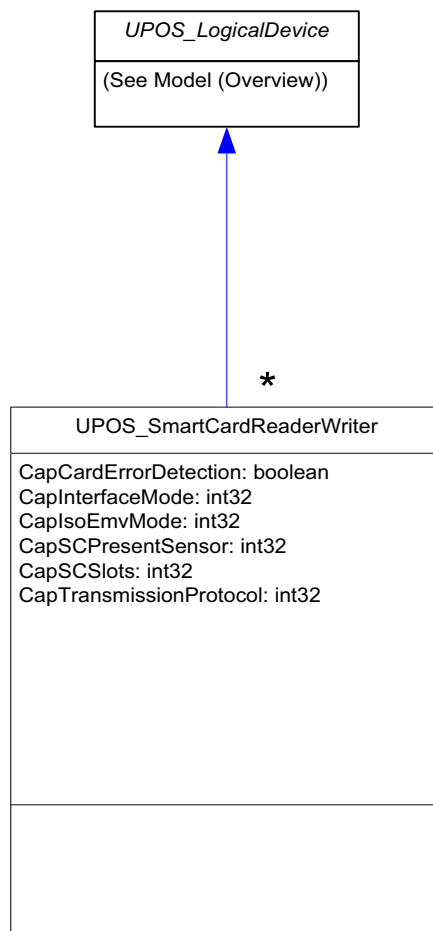 UPOS_LogicalDevice
(See Model (Overview))
*
UPOS_SmartCardReaderWriter
CapCardErrorDetection: boolean
CapInterfaceMode: int32
CapIsoEmvMode: int32
CapSCPresentSensor: int32
CapSCSlots: int32
CapTransmissionProtocol: int32